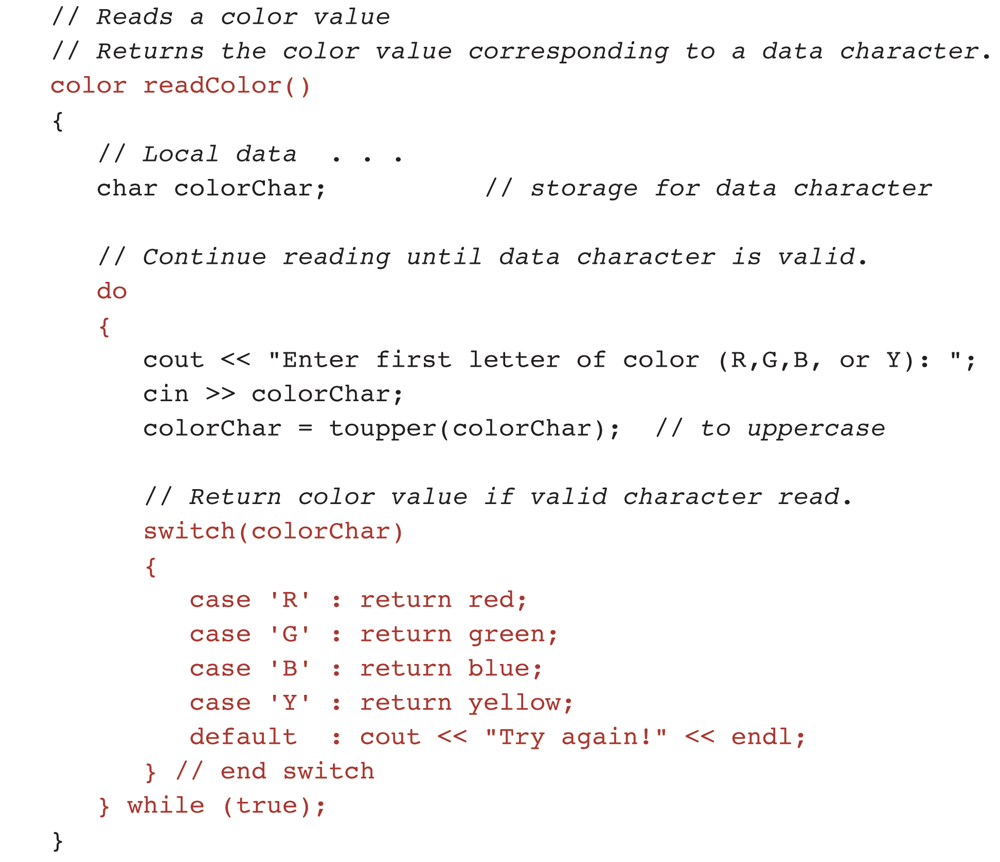 // Reads a color value
// Returns the color value corresponding to a data character.
color readColor()
{
   // Local data  . . .
   char colorChar;          // storage for data character

   // Continue reading until data character is valid.
   do
   {
      cout << "Enter first letter of color (R,G,B, or Y): ";
      cin >> colorChar;
      colorChar = toupper(colorChar);  // to uppercase

      // Return color value if valid character read.
      switch(colorChar)
      {
         case 'R' : return red;
         case 'G' : return green;
         case 'B' : return blue;
         case 'Y' : return yellow;
         default  : cout << "Try again!" << endl;
      } // end switch
   } while (true);
}